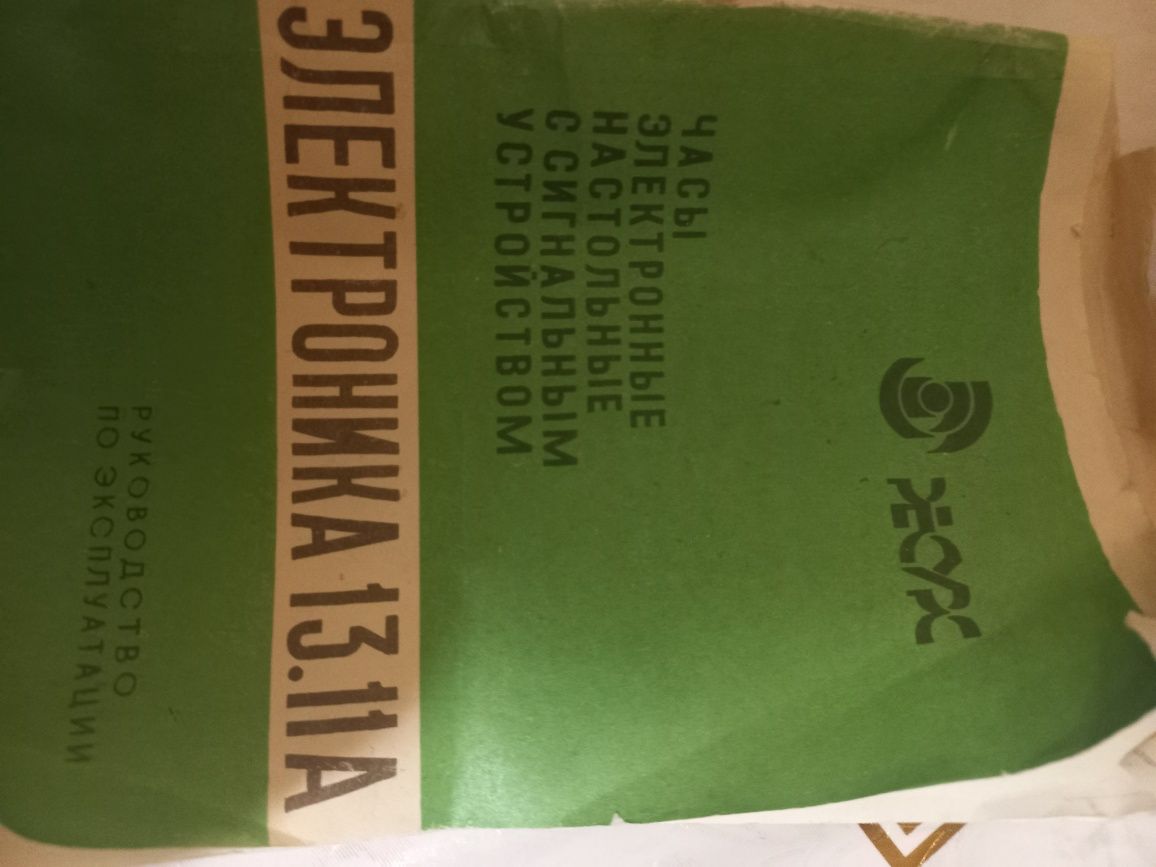 РЕСУРС
ЧАСЫ
ЭЛЕКТРОННЫЕ
НАСТОЛЬНЫЕ
С СИГНАЛЬНЫМ
УСТРОЙСТВОМ
ЭЛЕКТРОНИКА 13.11А
РУКОВОДСТВО
ПО ЭКСПЛУАТАЦИИ